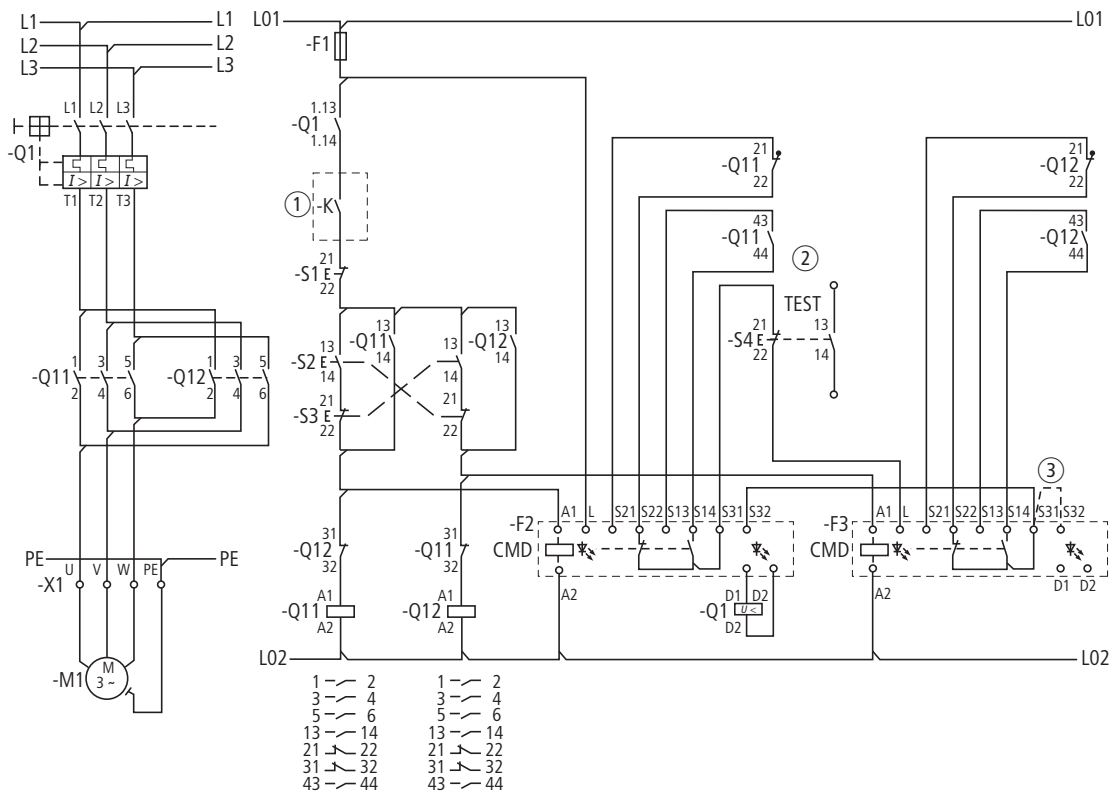 L1 L1 L01 L01
L2 L2
L3 L3
-F1
L1 L2 L3
-Q1
I > I > I >
T1 T2 T3
1.13
-Q1
1.14
1 -K
21
-S1 E
22
21
-Q11
22
21
-Q12
22
43
-Q11
44
43
-Q12
44
2
TEST
21 13
-S4 E
22 14
13 13
-Q11 -Q12
14 14
13 13
-S2 E
14 14
21 21
-S3 E
22 22
1 3 5 1 3 5
-Q11 -Q12
2 4 6 2 4 6
3
A1 L S21 S22 S13 S14 S31 S32
-F2
CMD
A2 D1 D2
A1 L S21 S22 S13 S14 S31 S32
-F3
CMD
A2 D1 D2
31 31
-Q12 -Q11
32 32
A1 A1
-Q11 -Q12
A2 A2
D1
-Q1 U <
D2
PE PE
U V W PE
-X1
L02 L02
-M1 M
3 ~
1 2 1 2
3 4 3 4
5 6 5 6
13 14 13 14
21 22 21 22
31 32 31 32
43 44 43 44